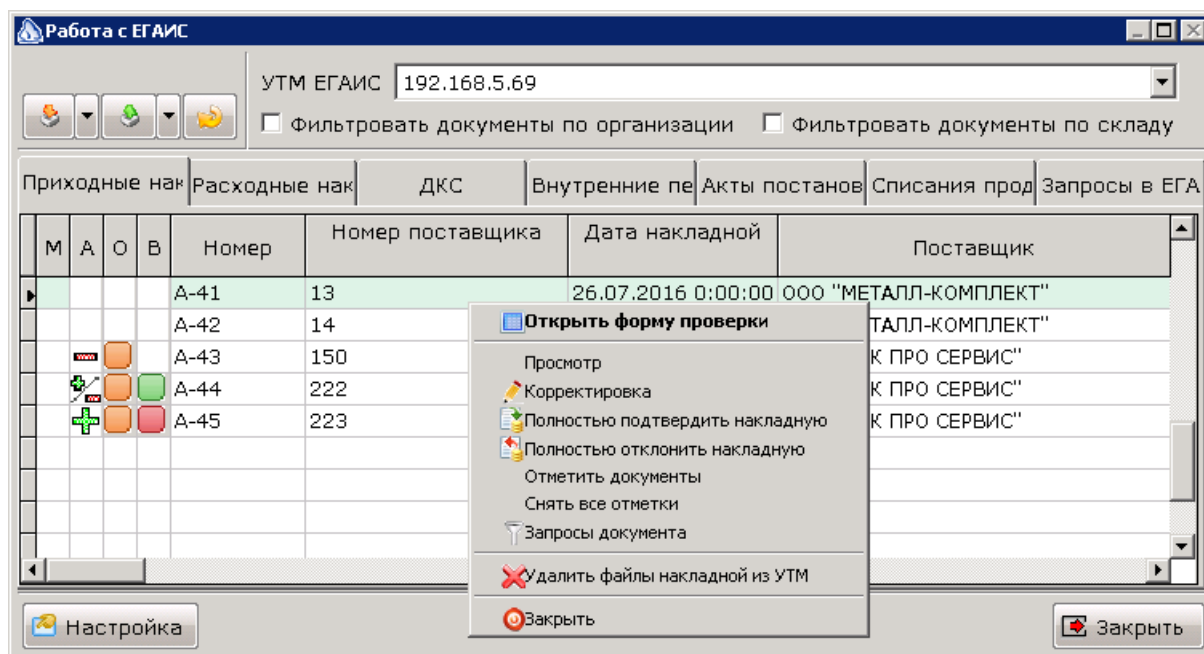 Работа с ЕГАИС
УТМ ЕГАИС 192.168.5.69
Фильтровать документы по организации Фильтровать документы по складу
Приходные нак Расходные нак ДКС Внутренние пе Акты постанов Списания прод Запросы в ЕГА
М А О В Номер Номер поставщика Дата накладной Поставщик
А-41 13 26.07.2016 0:00:00 ООО "МЕТАЛЛ-КОМПЛЕКТ"
А-42 14 ТАЛЛ-КОМПЛЕКТ"
А-43 150 К ПРО СЕРВИС"
А-44 222 К ПРО СЕРВИС"
А-45 223 К ПРО СЕРВИС"
Открыть форму проверки
Просмотр
Корректировка
Полностью подтвердить накладную
Полностью отклонить накладную
Отметить документы
Снять все отметки
Запросы документа
Удалить файлы накладной из УТМ
Закрыть
Настройка Закрыть